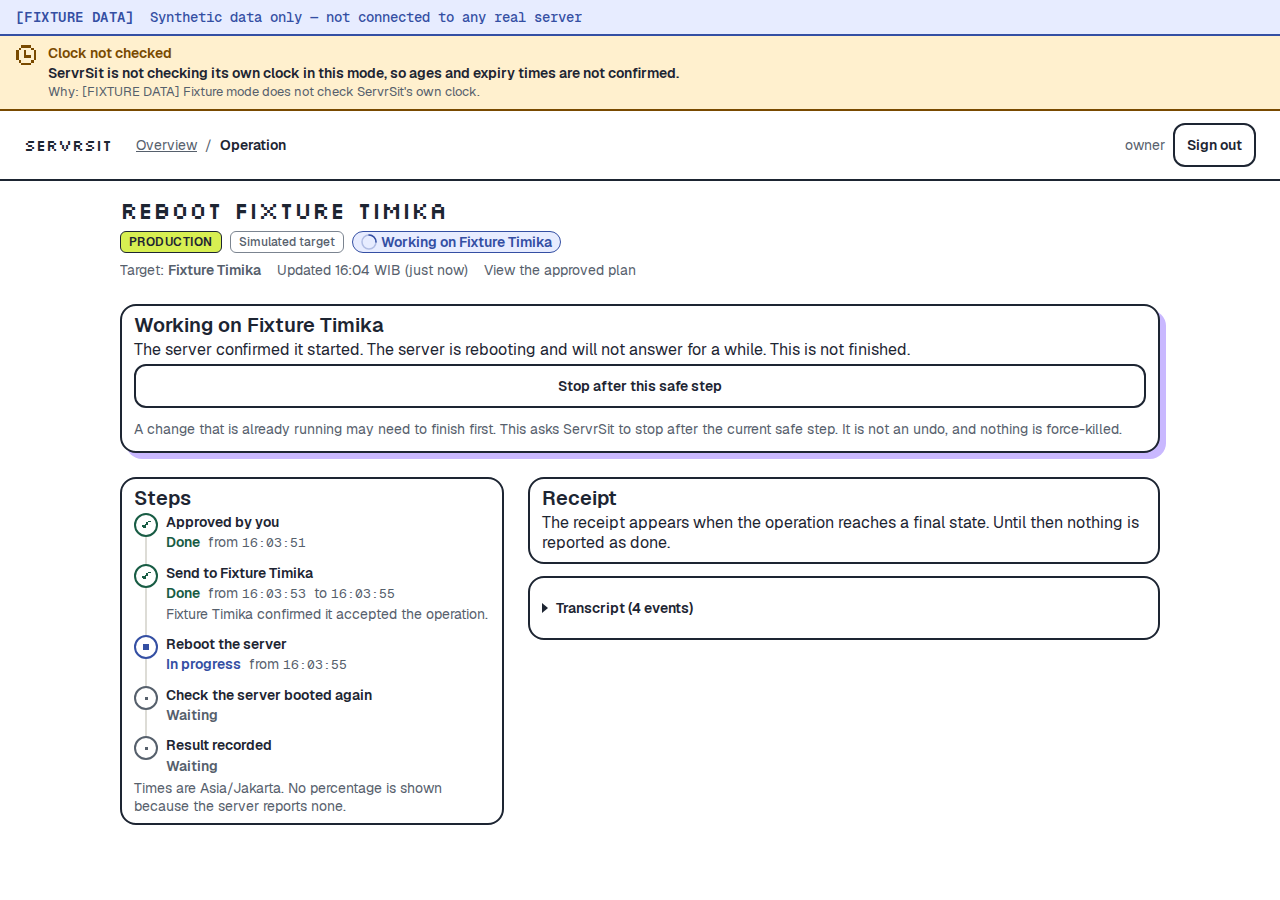 [FIXTURE DATA] Synthetic data only — not connected to any real server
Clock not checked
ServrSit is not checking its own clock in this mode, so ages and expiry times are not confirmed.
Why: [FIXTURE DATA] Fixture mode does not check ServrSit's own clock.
SERVRSIT Overview / Operation owner Sign out
REBOOT FIXTURE TIMIKA
PRODUCTION Simulated target Working on Fixture Timika
Target: Fixture Timika Updated 16:04 WIB (just now) View the approved plan
Working on Fixture Timika
The server confirmed it started. The server is rebooting and will not answer for a while. This is not finished.
Stop after this safe step
A change that is already running may need to finish first. This asks ServrSit to stop after the current safe step. It is not an undo, and nothing is force-killed.
Steps
Approved by you
Done from 16:03:51
Send to Fixture Timika
Done from 16:03:53 to 16:03:55
Fixture Timika confirmed it accepted the operation.
Reboot the server
In progress from 16:03:55
Check the server booted again
Waiting
Result recorded
Waiting
Times are Asia/Jakarta. No percentage is shown
because the server reports none.
Receipt
The receipt appears when the operation reaches a final state. Until then nothing is
reported as done.
Transcript (4 events)